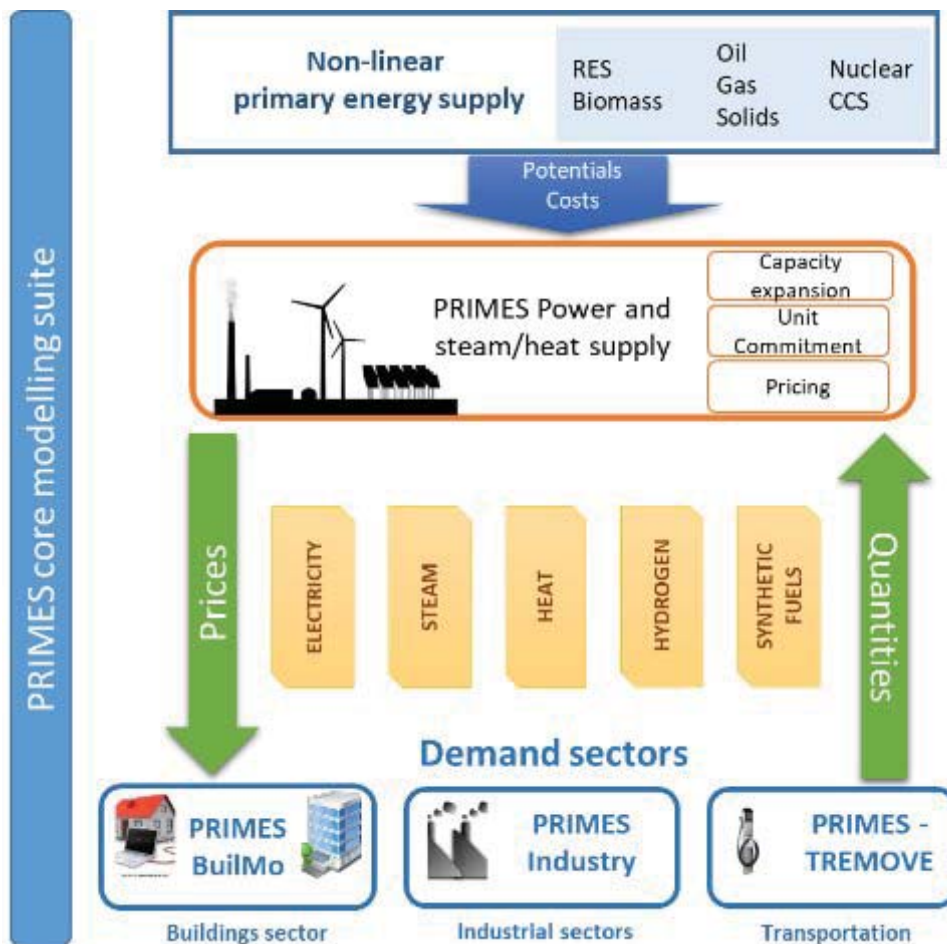 PRIMES core modelling suite
Non-linear
primary energy supply
RES
Biomass
Oil
Gas
Solids
Nuclear
CCS
Potentials
Costs
PRIMES Power and
steam/heat supply
Capacity
expansion
Unit
Commitment
Pricing
Prices
ELECTRICITY
STEAM
HEAT
HYDROGEN
SYNTHETIC
FUELS
Quantities
Demand sectors
PRIMES
BuilMo
PRIMES
Industry
PRIMES -
TREMOVE
Buildings sector
Industrial sectors
Transportation